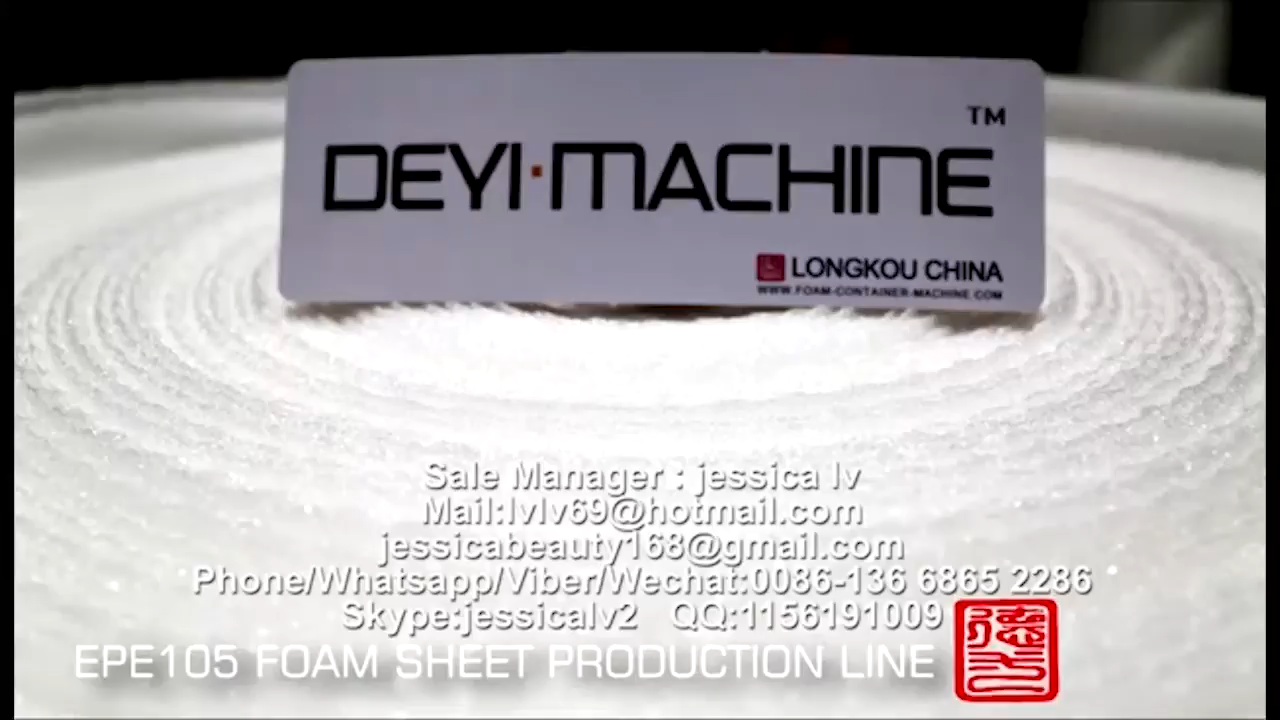 TM
DEYI·MACHINE
LONGKOU CHINA
WWW.FOAM-CONTAINER-MACHINE.COM
Sale Manager : jessica lv
Mail:lvlv69@hotmail.com
jessicabeauty168@gmail.com
Phone/Whatsapp/Viber/Wechat:0086-136 6865 2286
Skype:jessicalv2 QQ:1156191009
EPE105 FOAM SHEET PRODUCTION LINE